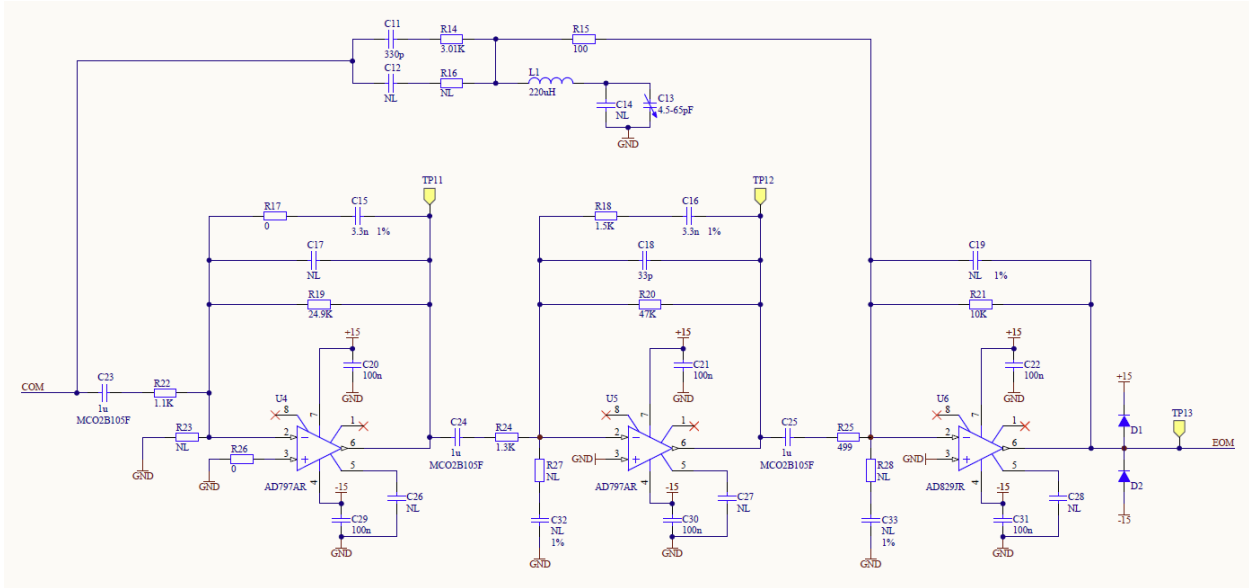 C11
330p
R14
3.01K
R15
100
C12
NL
R16
NL
L1
220uH
C14
NL
C13
4.5-65pF
GND
TP11
TP12
R17
0
C15
3.3n 1%
R18
1.5K
C16
3.3n 1%
C17
NL
C18
33p
C19
NL 1%
R19
24.9K
R20
47K
R21
10K
+15
C20
100n
GND
+15
C21
100n
GND
+15
C22
100n
GND
COM
C23
1u
MCO2B105F
R22
1.1K
R23
NL
GND
R26
0
GND
U4
8
7
1
2
3
6
5
4
AD797AR
-15
C29
100n
GND
C26
NL
C24
1u
MCO2B105F
R24
1.3K
R27
NL
C32
NL
1%
GND
GND
U5
8
7
1
2
3
6
5
4
AD797AR
-15
C30
100n
GND
C27
NL
C25
1u
MCO2B105F
R25
499
R28
NL
C33
NL
1%
GND
GND
U6
8
7
1
2
3
6
5
4
AD829JR
-15
C31
100n
GND
C28
NL
+15
D1
D2
-15
TP13
EOM